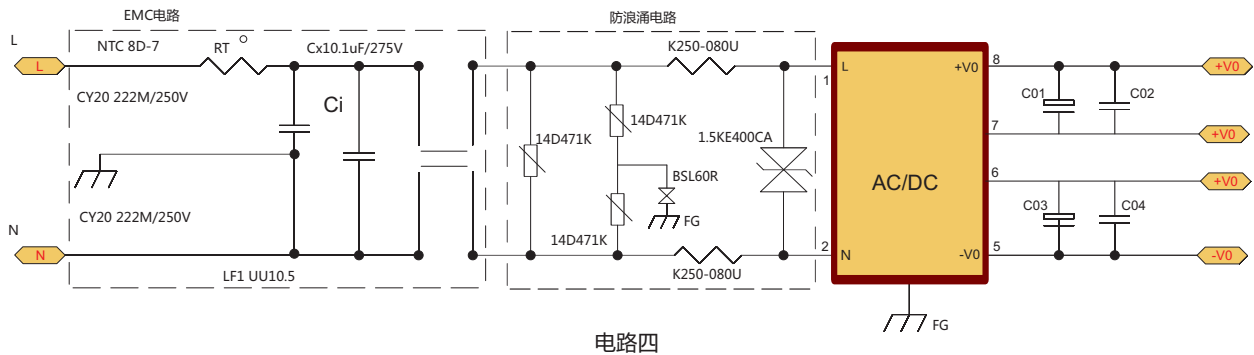 EMC电路
防浪涌电路
L
NTC 8D-7
RT
Cx10.1uF/275V
K250-080U
L
1
L
+V0
8
+V0
CY20 222M/250V
Ci
C01
C02
14D471K
14D471K
1.5KE400CA
7
+V0
BSL60R
AC/DC
6
+V0
CY20 222M/250V
FG
C03
C04
N
14D471K
N
2
N
-V0
5
-V0
LF1 UU10.5
K250-080U
FG
电路四